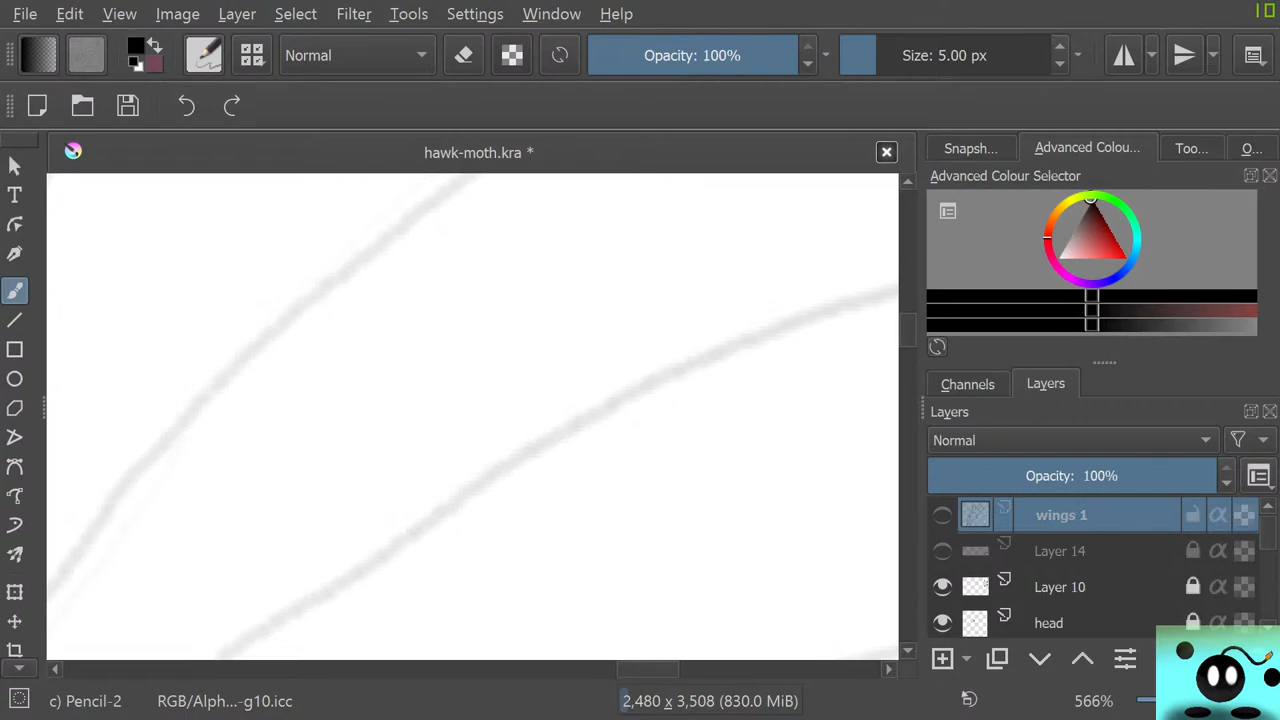 10
File Edit View Image Layer Select Filter Tools Settings Window Help
Normal Opacity: 100% Size: 5.00 px
hawk-moth.kra *
Snapsh... Advanced Colou... Too... O...
Advanced Colour Selector
Channels Layers
Layers
Normal
Opacity: 100%
wings 1
Layer 14
Layer 10
head
c) Pencil-2 RGB/Alph...-g10.icc 2,480 x 3,508 (830.0 MiB) 566%